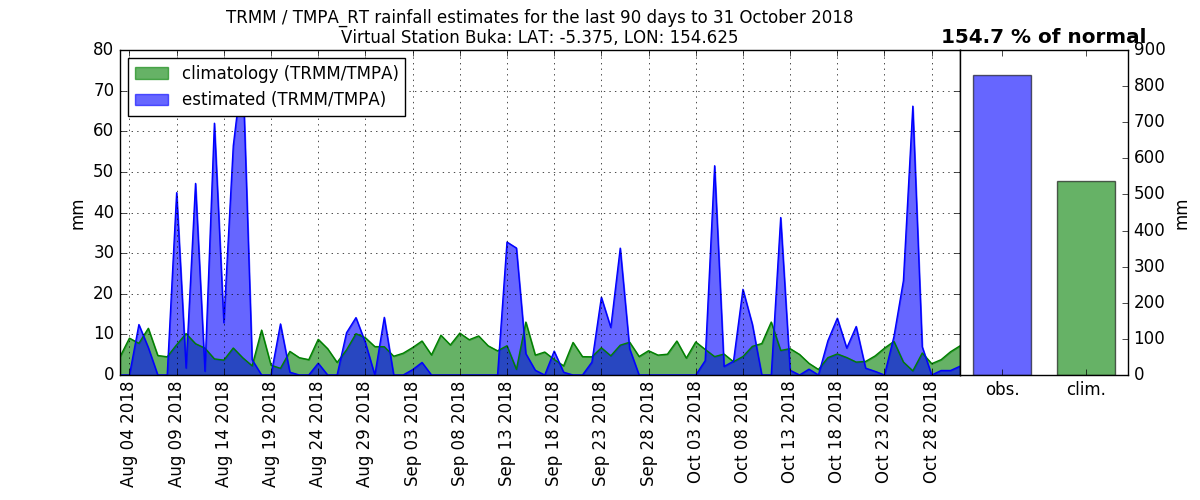 TRMM / TMPA_RT rainfall estimates for the last 90 days to 31 October 2018
Virtual Station Buka: LAT: -5.375, LON: 154.625
154.7 % of normal
climatology (TRMM/TMPA)
estimated (TRMM/TMPA)
80
70
60
50
40
30
20
10
0
mm
Aug 04 2018
Aug 09 2018
Aug 14 2018
Aug 19 2018
Aug 24 2018
Aug 29 2018
Sep 03 2018
Sep 08 2018
Sep 13 2018
Sep 18 2018
Sep 23 2018
Sep 28 2018
Oct 03 2018
Oct 08 2018
Oct 13 2018
Oct 18 2018
Oct 23 2018
Oct 28 2018
obs.
clim.
900
800
700
600
500
400
300
200
100
0
mm